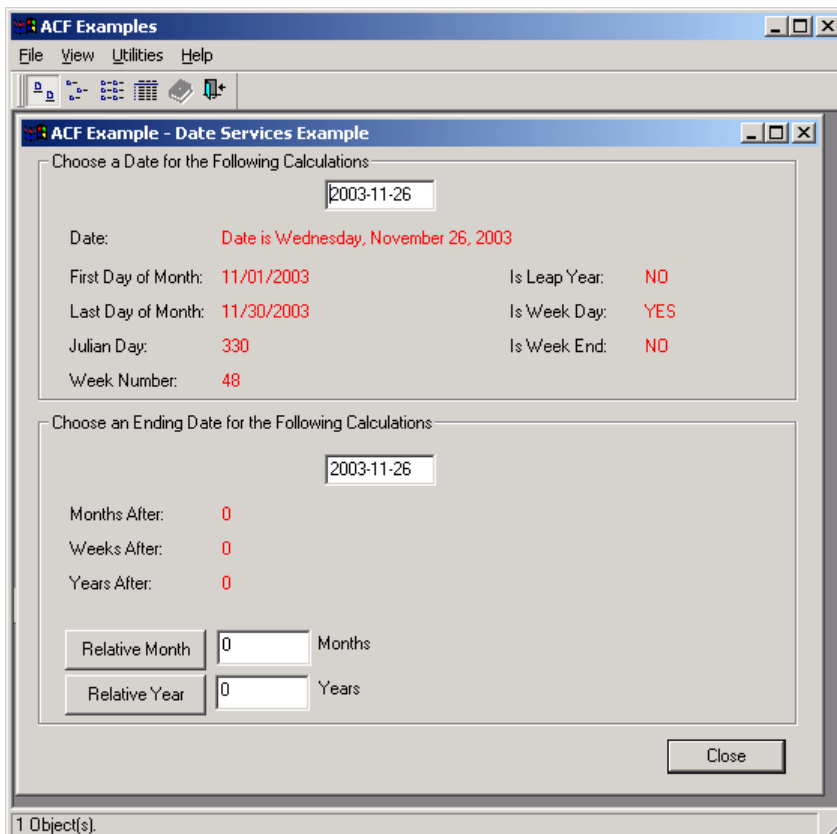 ACF Examples
File View Utilities Help
ACF Example - Date Services Example
Choose a Date for the Following Calculations
2003-11-26
Date: Date is Wednesday, November 26, 2003
First Day of Month: 11/01/2003 Is Leap Year: NO
Last Day of Month: 11/30/2003 Is Week Day: YES
Julian Day: 330 Is Week End: NO
Week Number: 48
Choose an Ending Date for the Following Calculations
2003-11-26
Months After: 0
Weeks After: 0
Years After: 0
Relative Month 0 Months
Relative Year 0 Years
Close
1 Object(s).